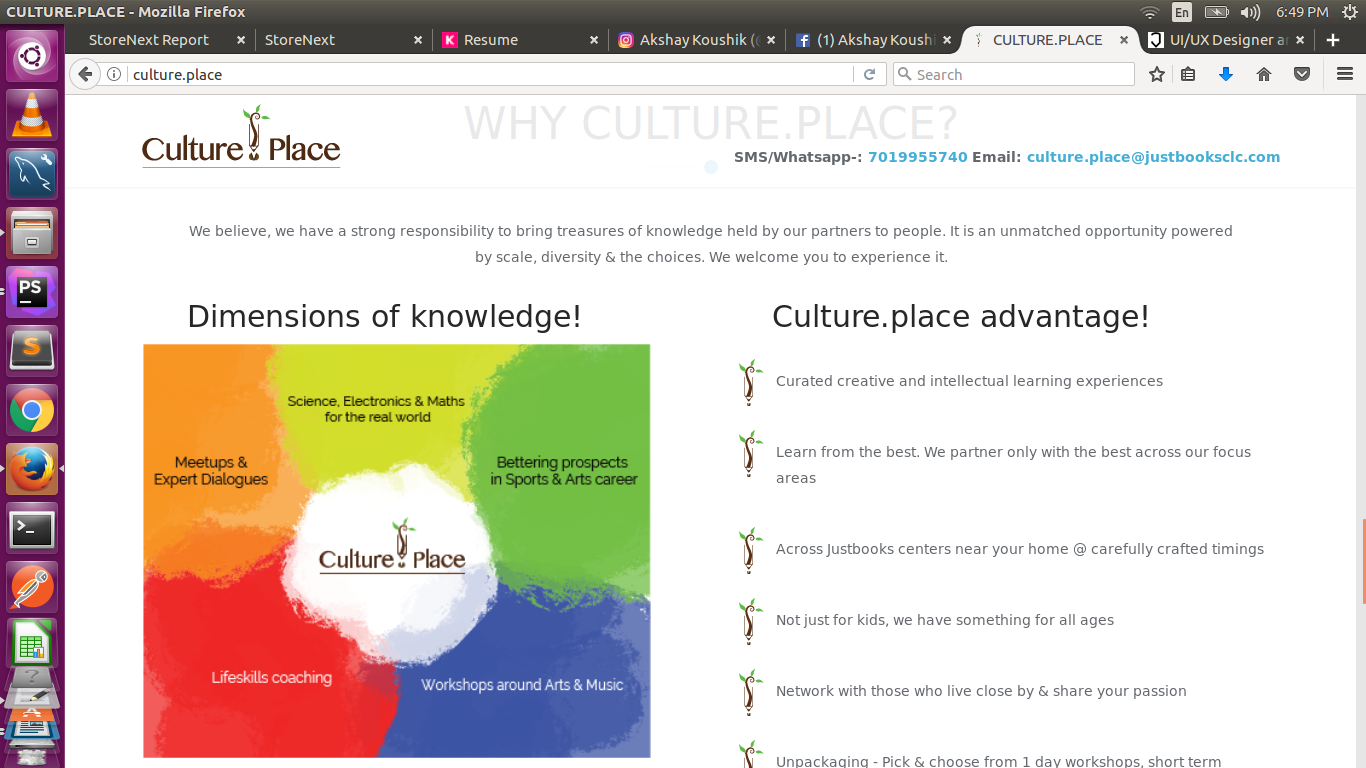 CULTURE.PLACE - Mozilla Firefox
En
6:49 PM
StoreNext Report
StoreNext
K
Resume
Akshay Koushik (@
f
(1) Akshay Koushi
CULTURE.PLACE
UI/UX Designer a
culture.place
Search
Culture Place
WHY CULTURE.PLACE?
SMS/Whatsapp-: 7019955740 Email: culture.place@justbooksclc.com
We believe, we have a strong responsibility to bring treasures of knowledge held by our partners to people. It is an unmatched opportunity powered
by scale, diversity & the choices. We welcome you to experience it.
Dimensions of knowledge!
Science, Electronics & Maths
for the real world
Meetups &
Expert Dialogues
Bettering prospects
in Sports & Arts career
Culture Place
Lifeskills coaching
Workshops around Arts & Music
Culture.place advantage!
Curated creative and intellectual learning experiences
Learn from the best. We partner only with the best across our focus
areas
Across Justbooks centers near your home @ carefully crafted timings
Not just for kids, we have something for all ages
Network with those who live close by & share your passion
Unpackaging - Pick & choose from 1 day workshops, short term
PS
S